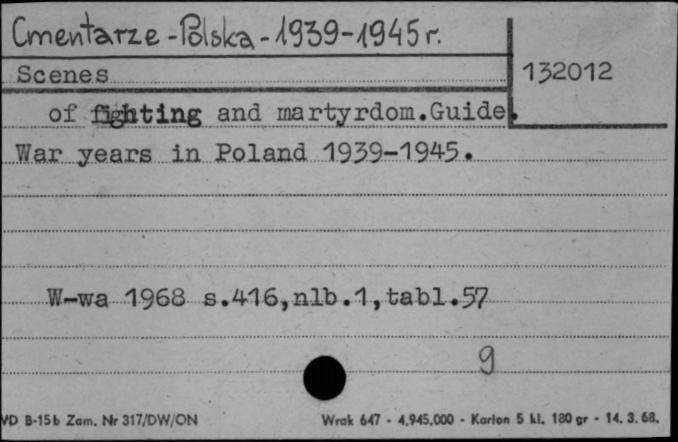 Cmentarze - Polska - 1939-1945 r.
Scenes
132012
of fighting and martyrdom. Guide.
War years in Poland 1939-1945.
W-wa 1968 s.416,nlb.1,tabl.57
9
WD B-15b Zam. Nr 317/DW/ON
Wrak 647 - 4.945.000 - Karton 5 kl. 180 gr - 14. 3. 68.